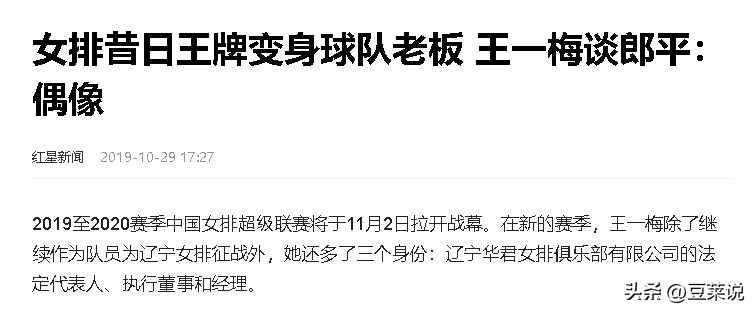 女排昔日王牌变身球队老板 王一梅谈郎平：
偶像
红星新闻 2019-10-29 17:27
2019至2020赛季中国女排超级联赛将于11月2日拉开战幕。在新的赛季，王一梅除了继
续作为队员为辽宁女排征战外，她还多了三个身份：辽宁华君女排俱乐部有限公司的法
定代表人、执行董事和经理。
头条 @豆莱说